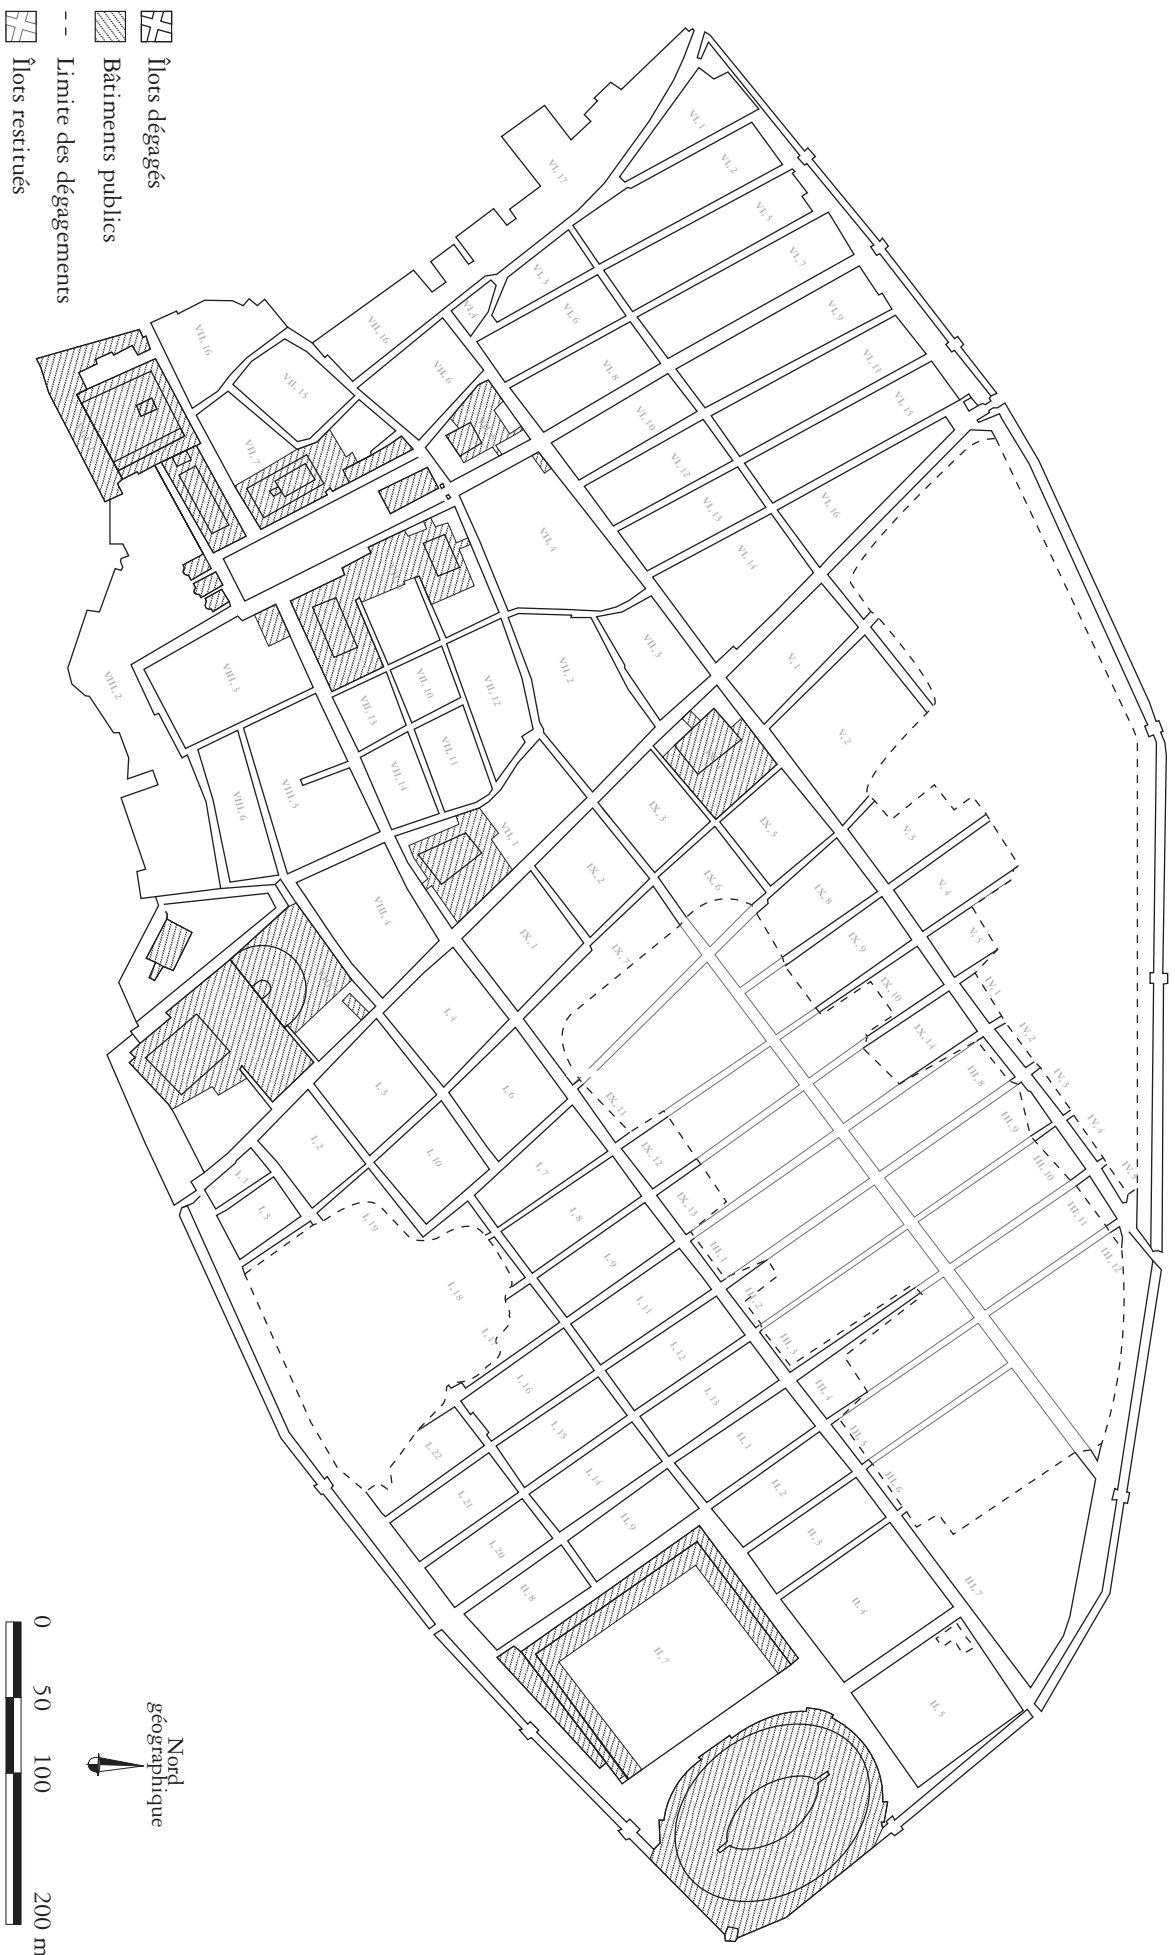 Îlots dégagés
Bâtiments publics
Limite des dégagements
Îlots restitués
0 50 100 200 m
Nord
géographique
VI, 1
VI, 2
VI, 5
VI, 7
VI, 9
VI, 11
VI, 15
VI, 16
VI, 17
VI, 3
VI, 4
VI, 6
VI, 8
VI, 10
VI, 12
VI, 13
VI, 14
VII, 16
VII, 16
VII, 15
VII, 6
VII, 7
VII, 4
VII, 3
VII, 2
VII, 12
VII, 10
VII, 13
VII, 11
VII, 14
VII, 1
VIII, 3
VIII, 2
VIII, 5
VIII, 6
VIII, 4
V, 1
V, 2
V, 3
V, 4
V, 5
IV, 1
IV, 2
IV, 3
IV, 4
IV, 5
IX, 3
IX, 5
IX, 2
IX, 6
IX, 1
IX, 7
IX, 8
IX, 9
IX, 10
IX, 14
IX, 11
IX, 12
IX, 13
III, 8
III, 9
III, 10
III, 11
III, 12
III, 1
III, 2
III, 3
III, 4
III, 5
III, 6
III, 7
I, 4
I, 3
I, 6
I, 2
I, 10
I, 1
I, 5
I, 7
I, 8
I, 9
I, 11
I, 12
I, 13
I, 19
I, 18
I, 16
I, 15
I, 14
I, 22
I, 21
I, 20
II, 1
II, 2
II, 3
II, 4
II, 5
II, 9
II, 8
II, 7